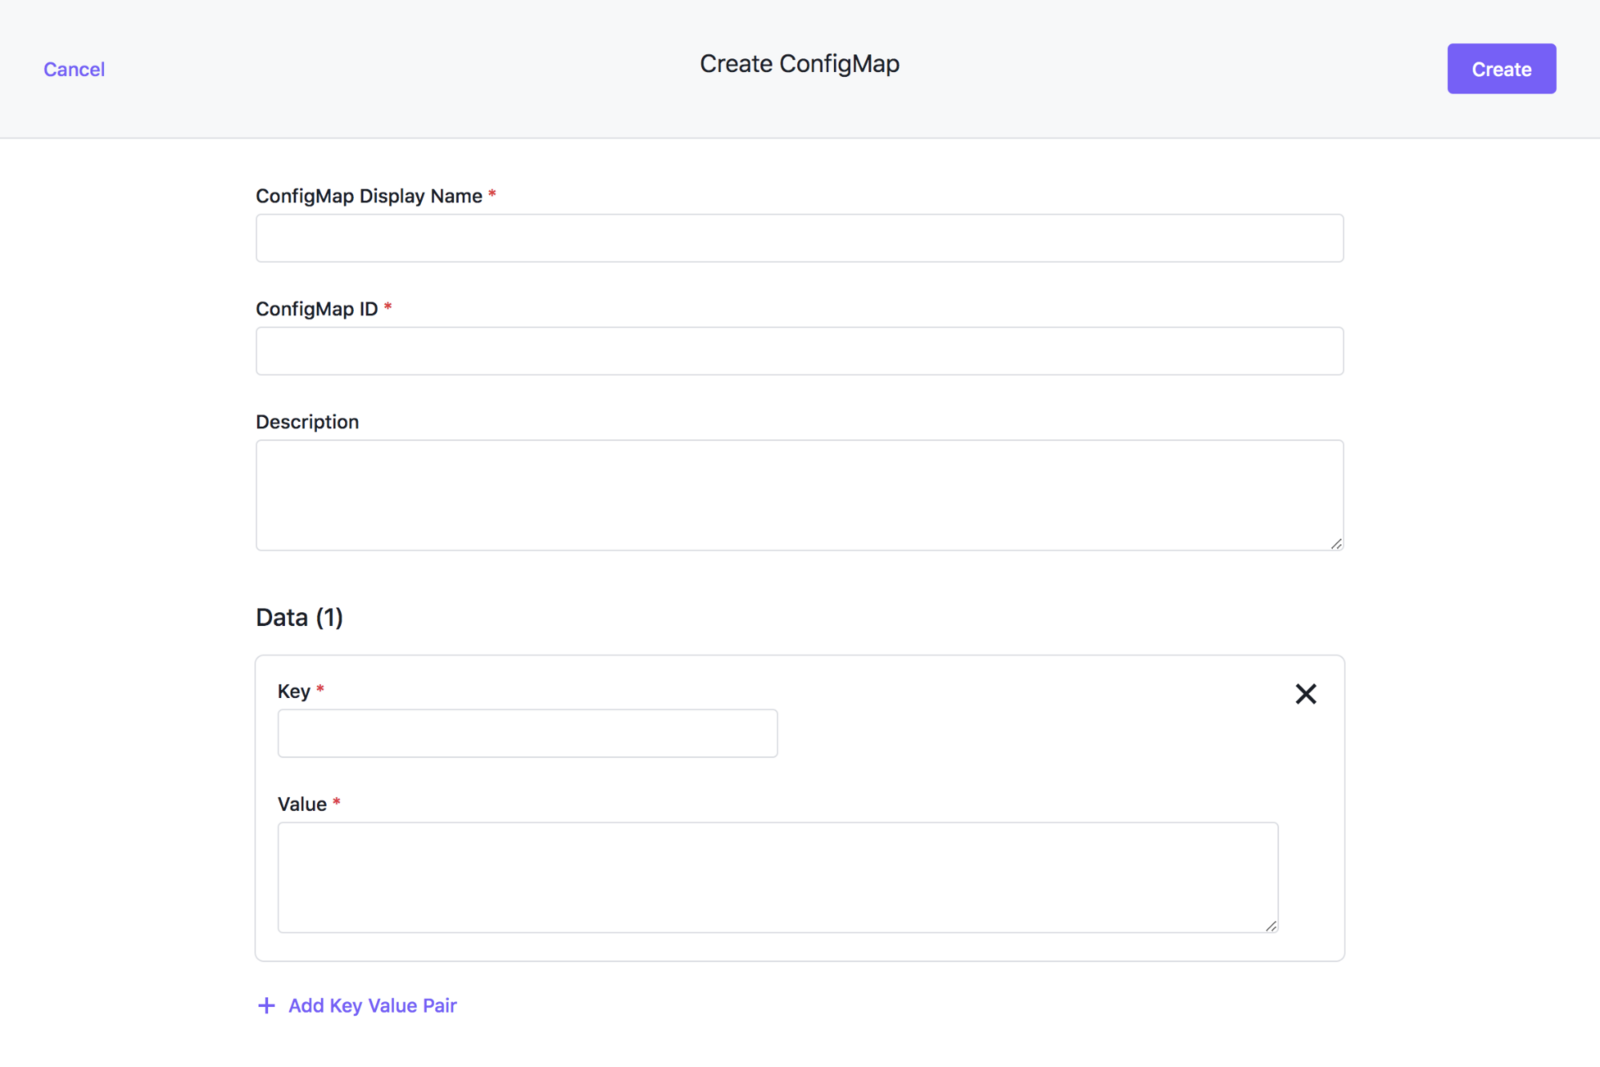 Cancel
Create ConfigMap
Create
ConfigMap Display Name *
ConfigMap ID *
Description
Data (1)
Key *
Value *
Add Key Value Pair